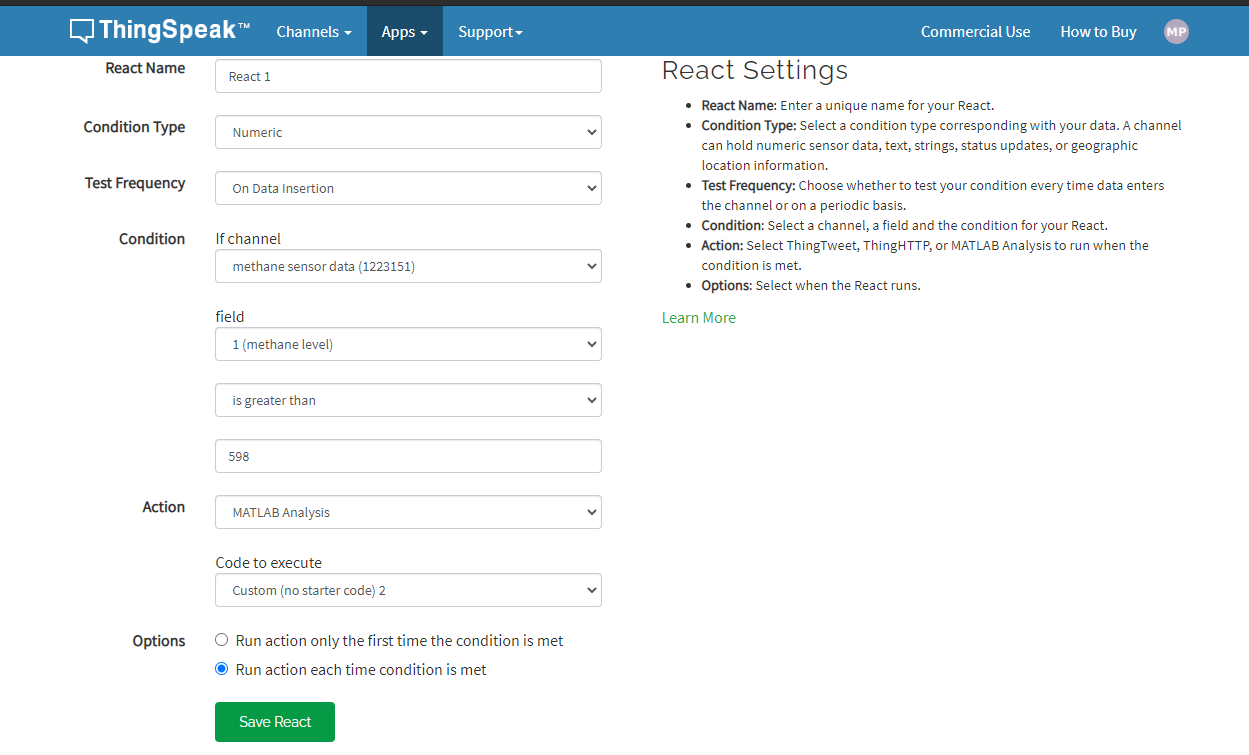 ThingSpeak™ Channels Apps Support Commercial Use How to Buy MP
React Name React 1
Condition Type Numeric
Test Frequency On Data Insertion
Condition If channel
methane sensor data (1223151)
field
1 (methane level)
is greater than
598
Action MATLAB Analysis
Code to execute
Custom (no starter code) 2
Options Run action only the first time the condition is met
Run action each time condition is met
Save React
React Settings
• React Name: Enter a unique name for your React.
• Condition Type: Select a condition type corresponding with your data. A channel
can hold numeric sensor data, text, strings, status updates, or geographic
location information.
• Test Frequency: Choose whether to test your condition every time data enters
the channel or on a periodic basis.
• Condition: Select a channel, a field and the condition for your React.
• Action: Select ThingTweet, ThingHTTP, or MATLAB Analysis to run when the
condition is met.
• Options: Select when the React runs.
Learn More